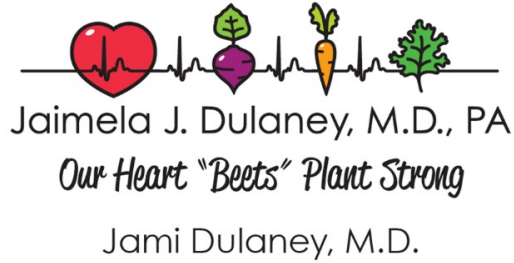 Jaimela J. Dulaney, M.D., PA
Our Heart “Beets” Plant Strong
Jami Dulaney, M.D.